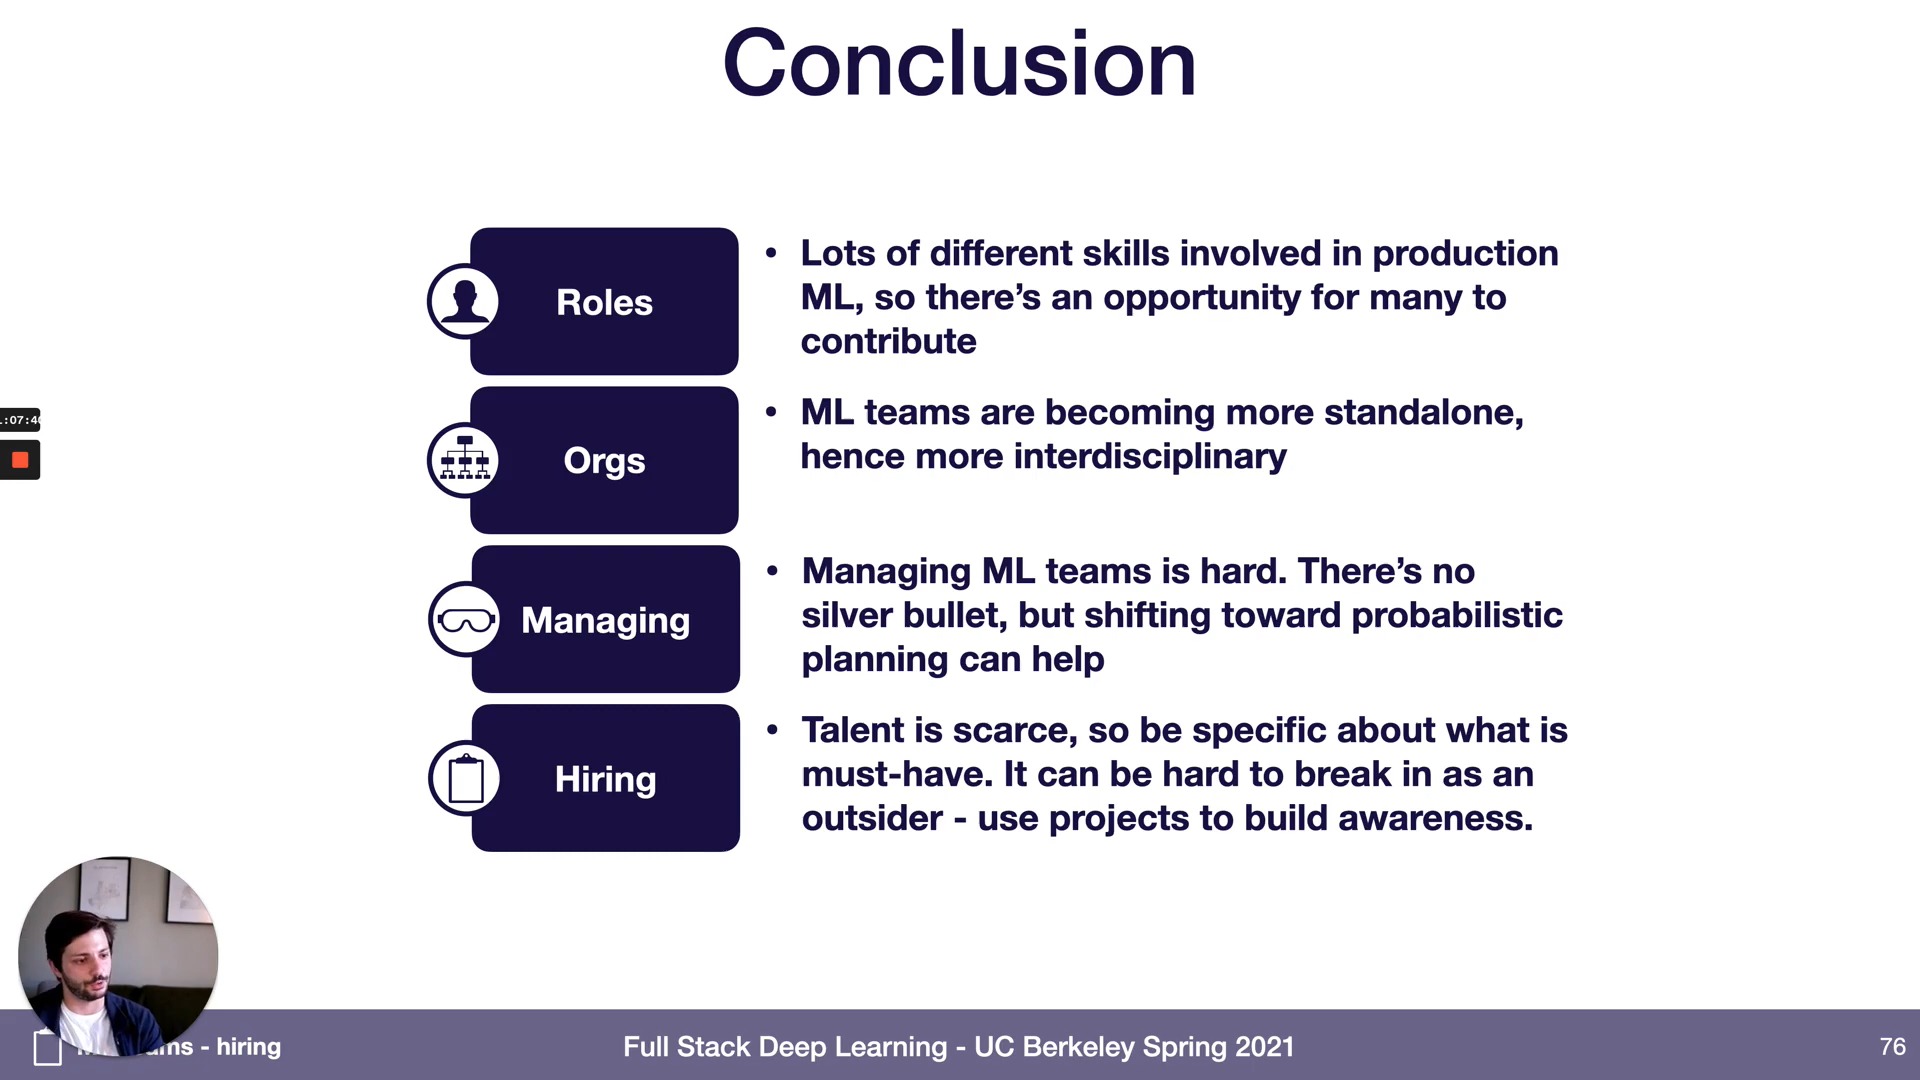 Conclusion
Roles
• Lots of different skills involved in production
ML, so there’s an opportunity for many to
contribute
Orgs
• ML teams are becoming more standalone,
hence more interdisciplinary
Managing
• Managing ML teams is hard. There’s no
silver bullet, but shifting toward probabilistic
planning can help
Hiring
• Talent is scarce, so be specific about what is
must-have. It can be hard to break in as an
outsider - use projects to build awareness.
:07:4
- hiring
Full Stack Deep Learning - UC Berkeley Spring 2021
76